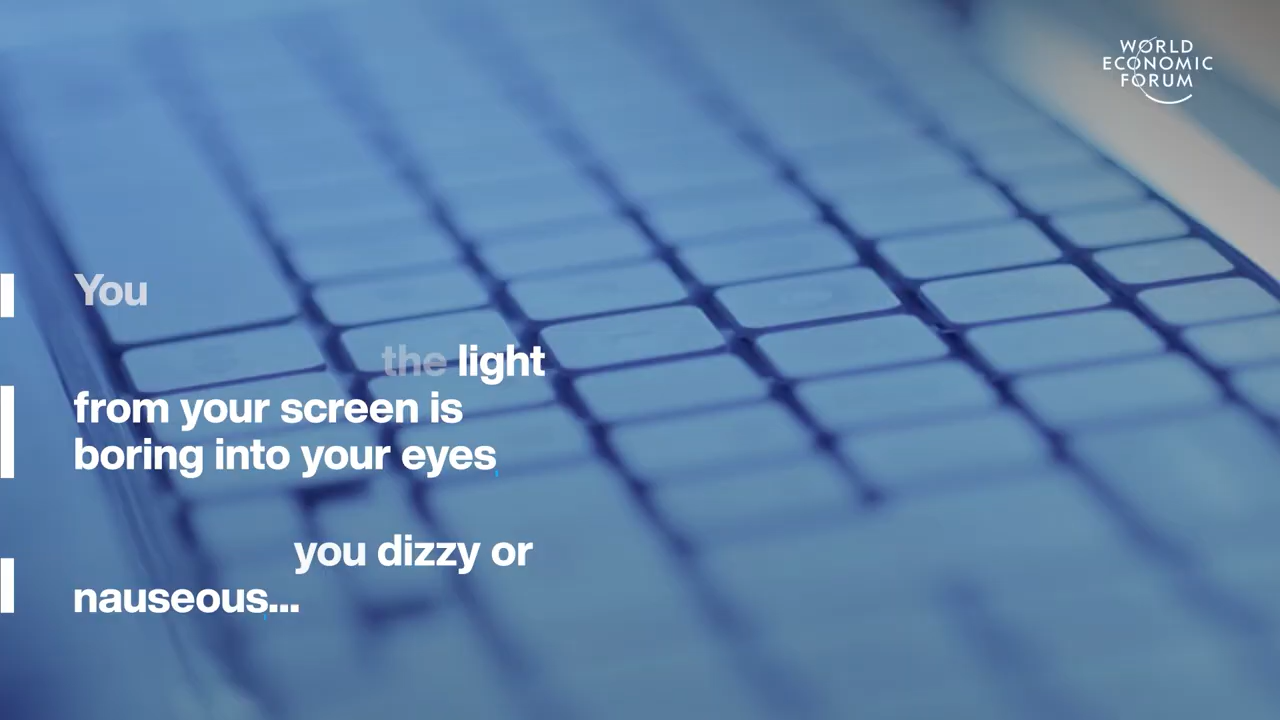 WORLD
ECONOMIC
FORUM
You
the light
from your screen is
boring into your eyes
you dizzy or
nauseous...